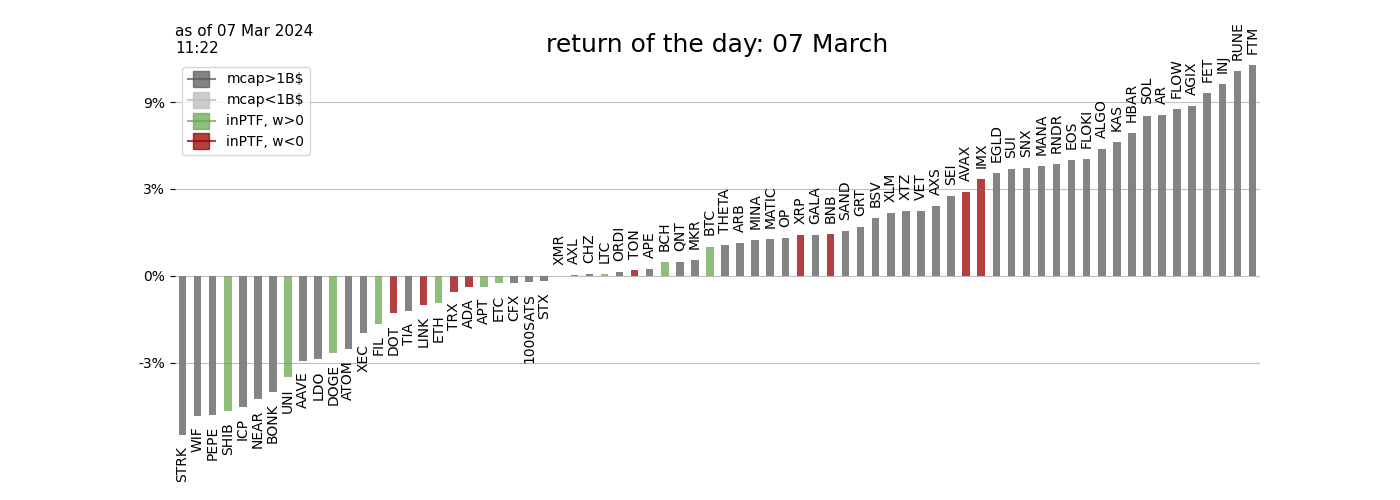 as of 07 Mar 2024
11:22
return of the day: 07 March
mcap>1B$
mcap<1B$
inPTF, w>0
inPTF, w<0
9%
3%
0%
-3%
STRK
WIF
PEPE
SHIB
ICP
NEAR
BONK
UNI
AAVE
LDO
DOGE
ATOM
XEC
FIL
DOT
TIA
LINK
ETH
TRX
ADA
APT
ETC
CFX
1000SATS
STX
XMR
AXL
CHZ
LTC
ORDI
TON
APE
BCH
QNT
MKR
BTC
THETA
ARB
MINA
MATIC
OP
XRP
GALA
BNB
SAND
GRT
BSV
XLM
XTZ
VET
AXS
SEI
AVAX
IMX
EGLD
SUI
SNX
MANA
RNDR
EOS
FLOKI
ALGO
KAS
HBAR
SOL
AR
FLOW
AGIX
FET
INJ
RUNE
FTM